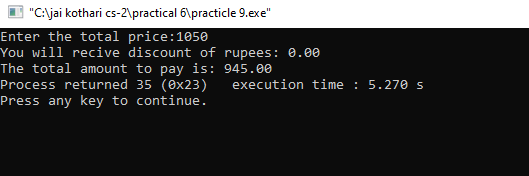 "C:\jai kothari cs-2\practical 6\practicle 9.exe"
Enter the total price:1050
You will recive discount of rupees: 0.00
The total amount to pay is: 945.00
Process returned 35 (0x23)   execution time : 5.270 s
Press any key to continue.